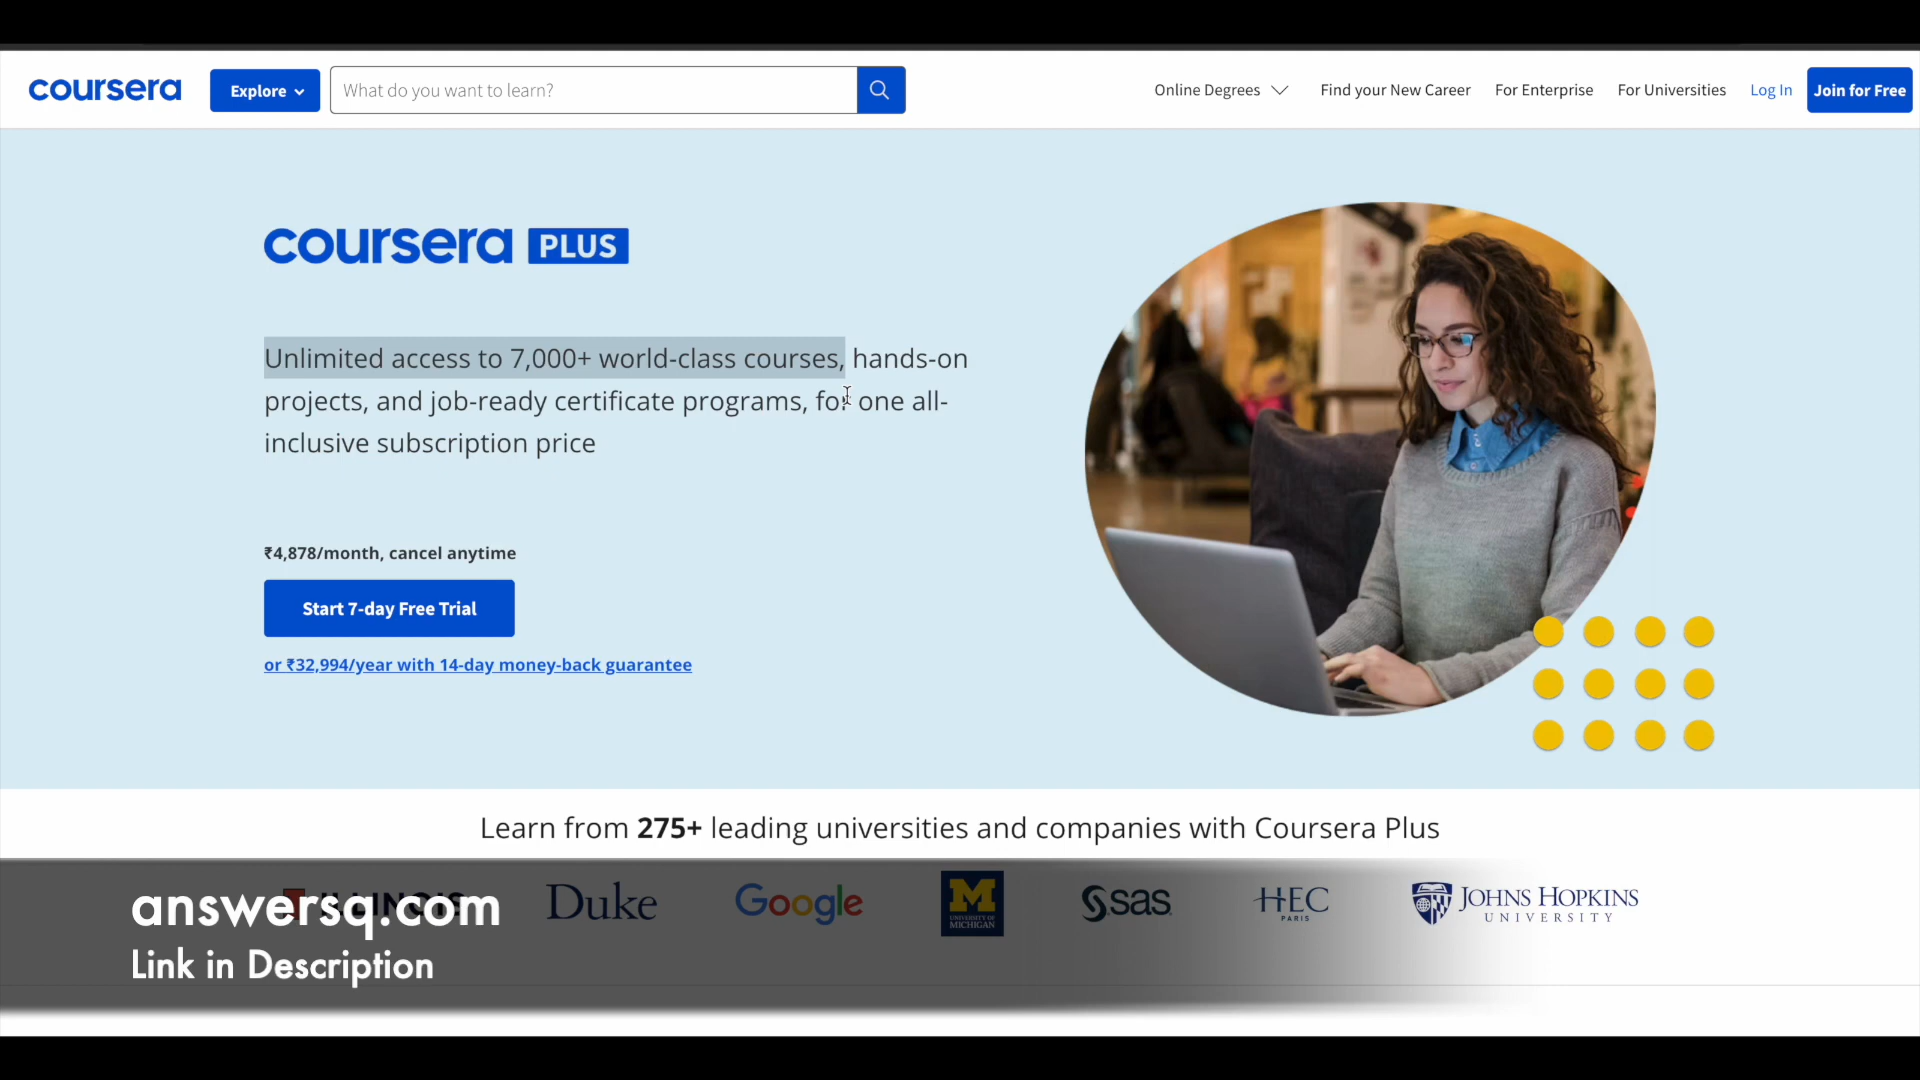 coursera
Explore
What do you want to learn?
Online Degrees
Find your New Career
For Enterprise
For Universities
Log In
Join for Free
coursera PLUS
Unlimited access to 7,000+ world-class courses, hands-on
projects, and job-ready certificate programs, for one all-
inclusive subscription price
₹4,878/month, cancel anytime
Start 7-day Free Trial
or ₹32,994/year with 14-day money-back guarantee
Learn from 275+ leading universities and companies with Coursera Plus
ILLINOIS
Duke
Google
M
UNIVERSITY OF
MICHIGAN
sas
HEC
PARIS
JOHNS HOPKINS
UNIVERSITY
answersq.com
Link in Description